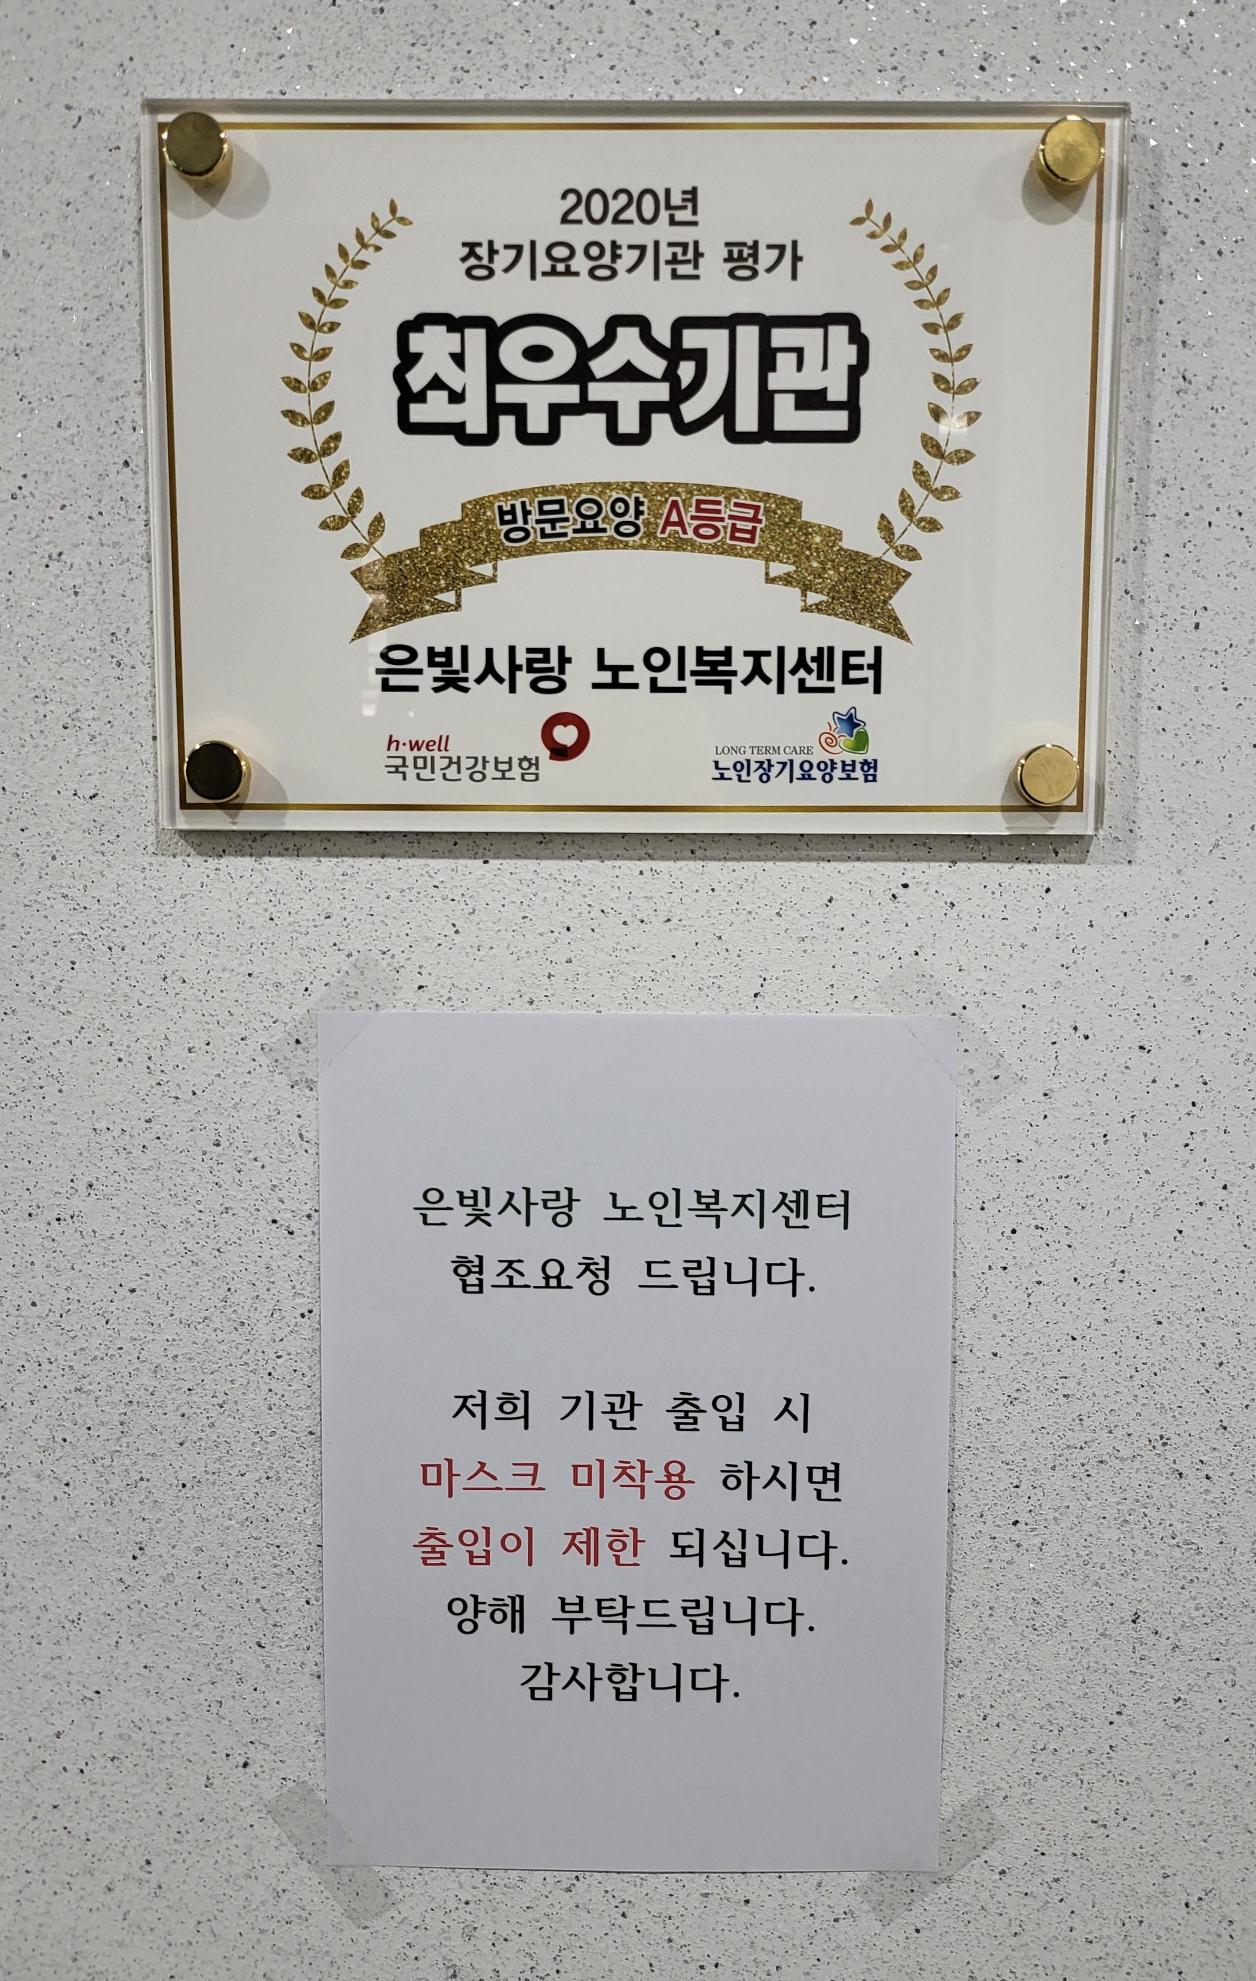 2020년
장기요양기관 평가
최우수기관
방문요양 A등급
은빛사랑 노인복지센터
h·well
국민건강보험
LONG TERM CARE
노인장기요양보험
은빛사랑 노인복지센터
협조요청 드립니다.
저희 기관 출입 시
마스크 미착용 하시면
출입이 제한 되십니다.
양해 부탁드립니다.
감사합니다.